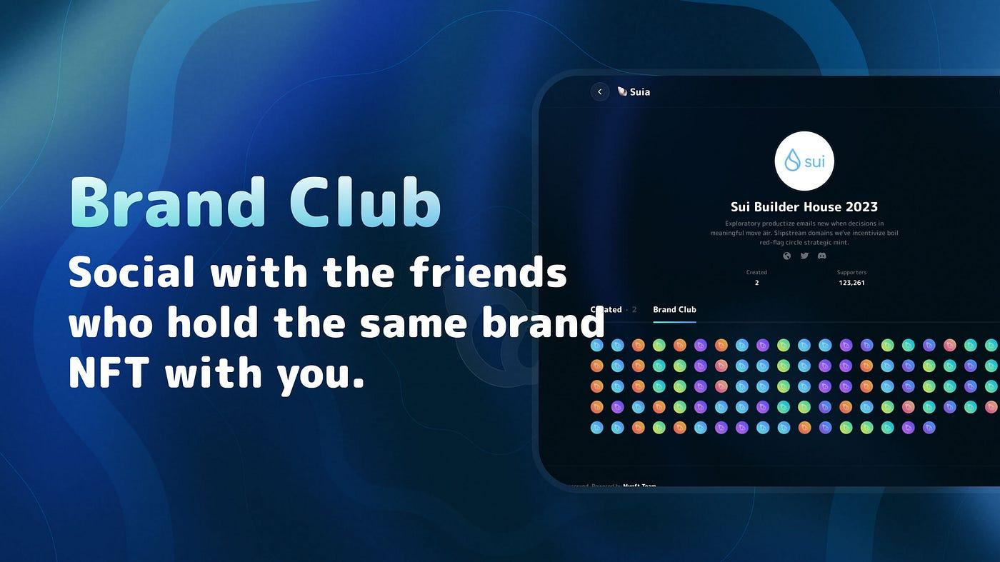 Brand Club
Social with the friends
who hold the same brand
NFT with you.
Suia
sui
Sui Builder House 2023
Exploratory productize emails new when decisions in
meaningful move air. Slipstream domains we've incentivize boil
red-flag circle strategic mint.
Created
Supporters
2
123,261
Created · 2
Brand Club
Powered by Mynft Team